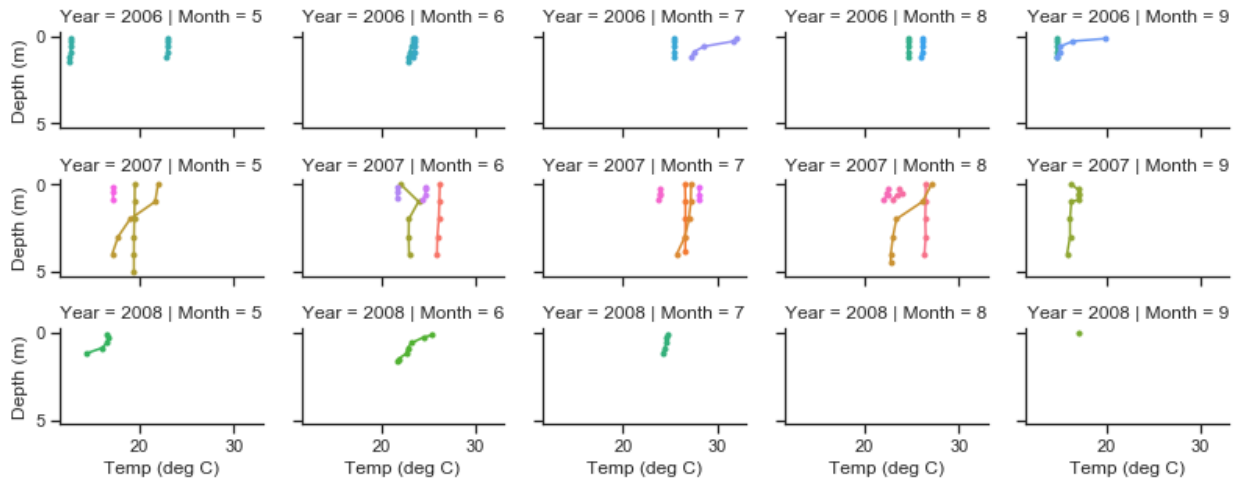 Year = 2006 | Month = 5
Year = 2006 | Month = 6
Year = 2006 | Month = 7
Year = 2006 | Month = 8
Year = 2006 | Month = 9
Depth (m)
0
5
Year = 2007 | Month = 5
Year = 2007 | Month = 6
Year = 2007 | Month = 7
Year = 2007 | Month = 8
Year = 2007 | Month = 9
Depth (m)
0
5
Year = 2008 | Month = 5
Year = 2008 | Month = 6
Year = 2008 | Month = 7
Year = 2008 | Month = 8
Year = 2008 | Month = 9
Depth (m)
0
5
20 30
20 30
20 30
20 30
20 30
Temp (deg C)
Temp (deg C)
Temp (deg C)
Temp (deg C)
Temp (deg C)